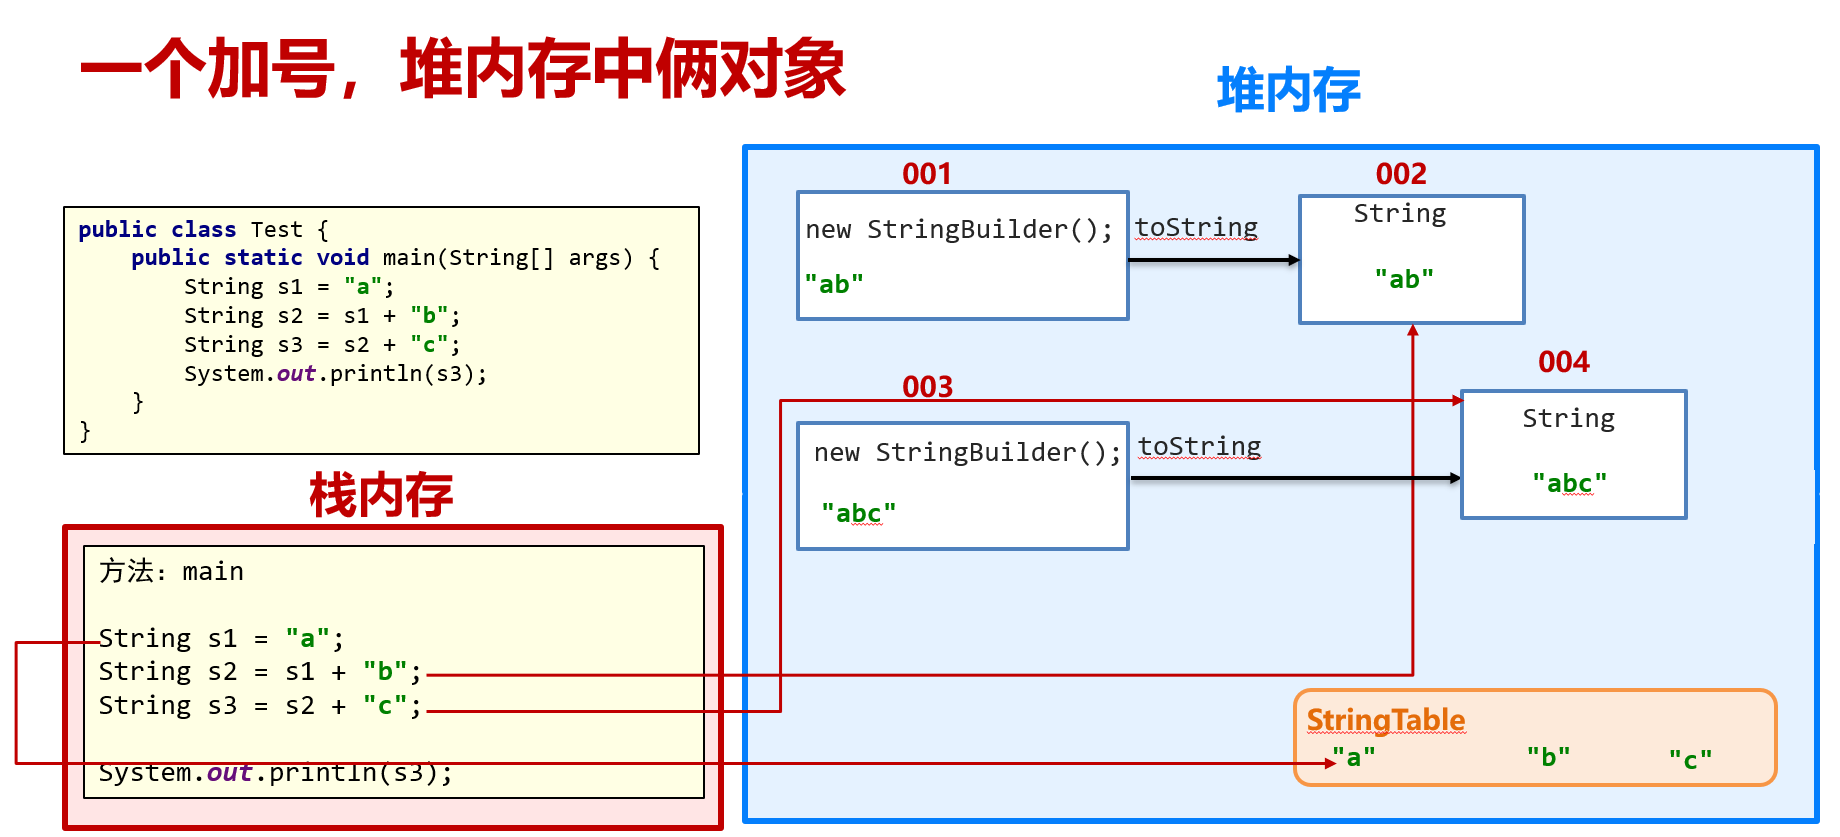 一个加号，堆内存中俩对象
堆内存
public class Test {
    public static void main(String[] args) {
        String s1 = "a";
        String s2 = s1 + "b";
        String s3 = s2 + "c";
        System.out.println(s3);
    }
}
001
new StringBuilder();
"ab"
toString
002
String
"ab"
003
new StringBuilder();
"abc"
toString
004
String
"abc"
栈内存
方法：main
String s1 = "a";
String s2 = s1 + "b";
String s3 = s2 + "c";
System.out.println(s3);
StringTable
"a" "b" "c"